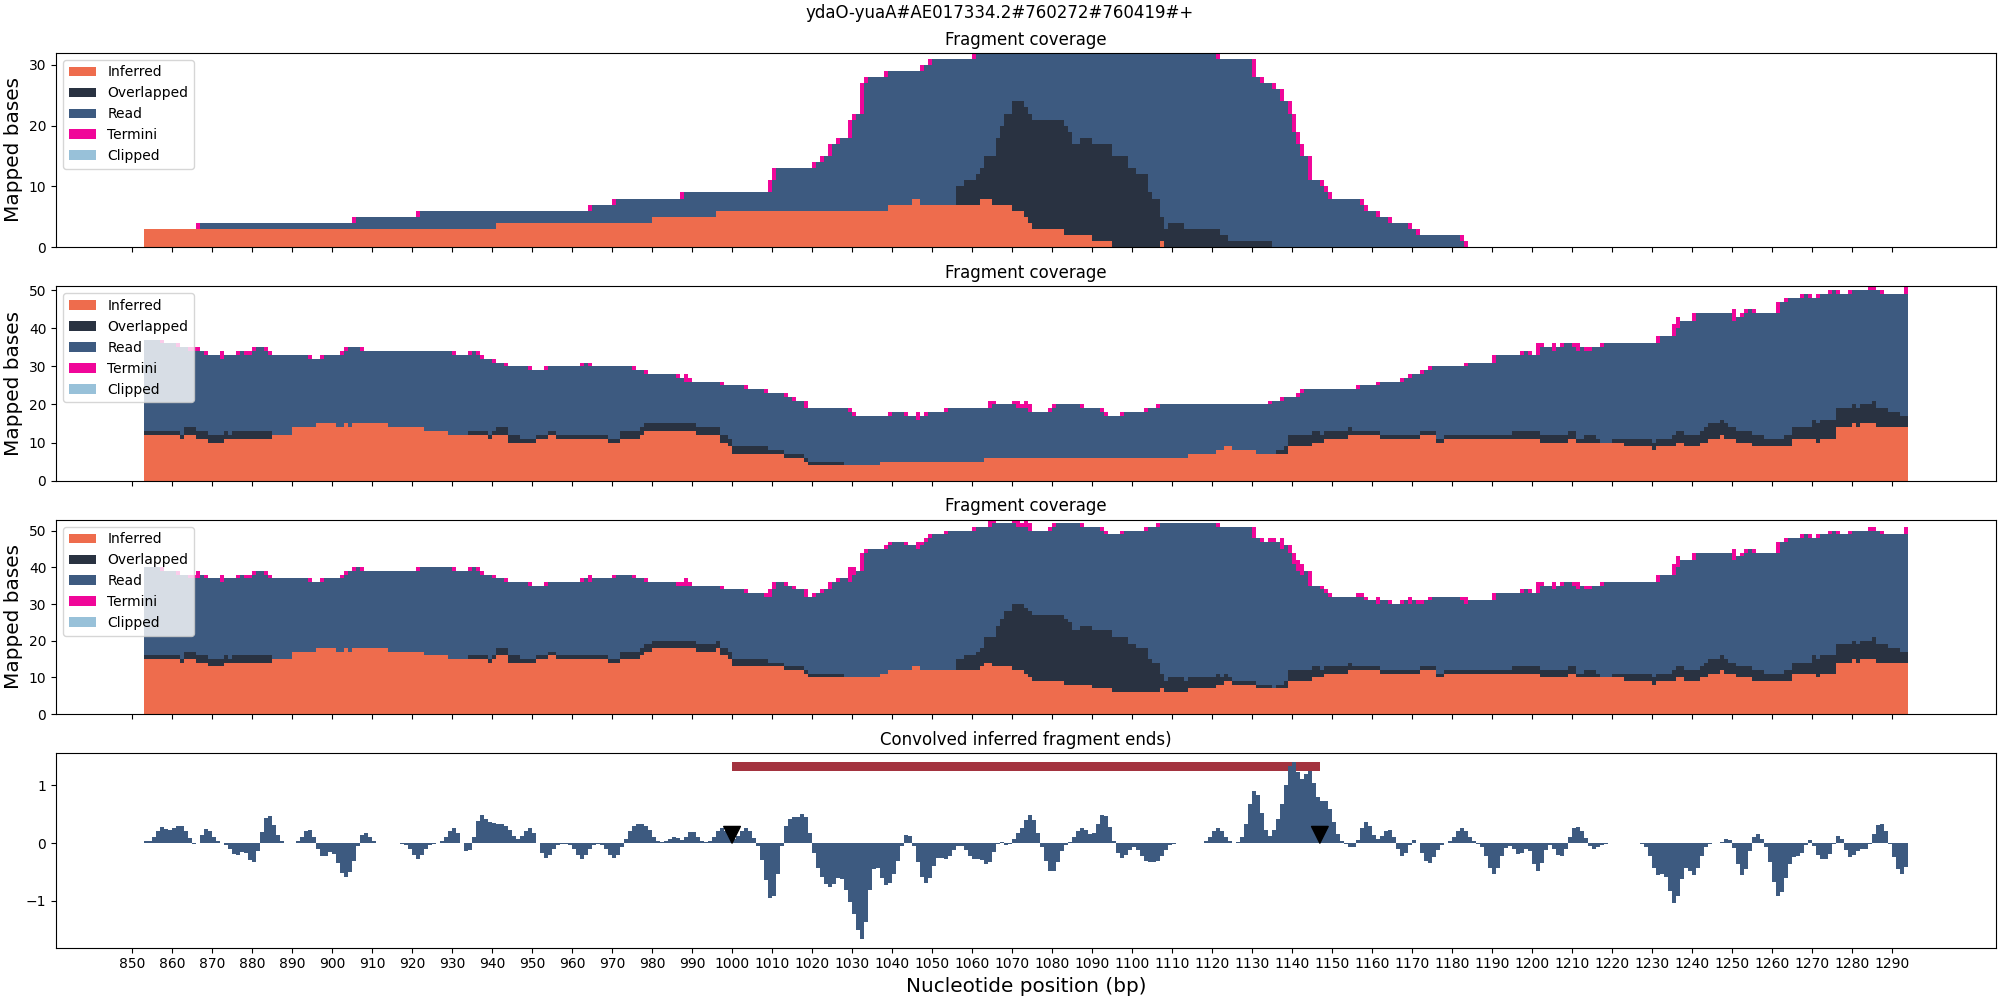 ydaO-yuaA#AE017334.2#760272#760419#+
Fragment coverage
Mapped bases
30
20
10
0
Inferred
Overlapped
Read
Termini
Clipped
Fragment coverage
Mapped bases
50
40
30
20
10
0
Inferred
Overlapped
Read
Termini
Clipped
Fragment coverage
Mapped bases
50
40
30
20
10
0
Inferred
Overlapped
Read
Termini
Clipped
Convolved inferred fragment ends)
1
0
−1
850 860 870 880 890 900 910 920 930 940 950 960 970 980 990 1000 1010 1020 1030 1040 1050 1060 1070 1080 1090 1100 1110 1120 1130 1140 1150 1160 1170 1180 1190 1200 1210 1220 1230 1240 1250 1260 1270 1280 1290
Nucleotide position (bp)